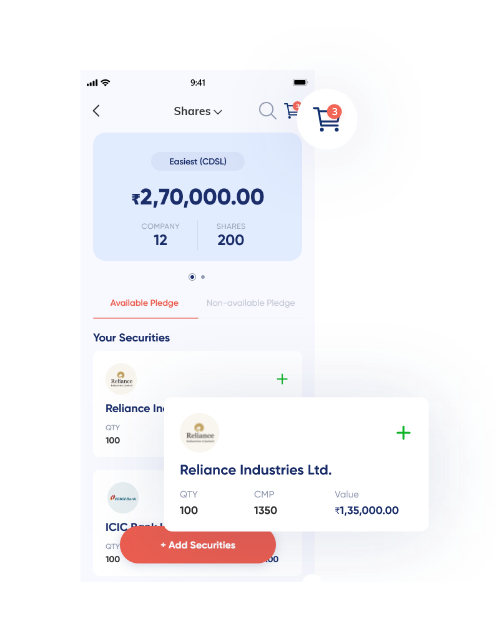 9:41
Shares
3
3
Easiest (CDSL)
₹2,70,000.00
COMPANY SHARES
12 200
Available Pledge Non-available Pledge
Your Securities
Reliance
Reliance
QTY
100
Reliance
Reliance Industries Ltd.
QTY CMP Value
100 1350 ₹1,35,000.00
ICICI Bank
ICIC Bank
QTY
100 .00
+ Add Securities